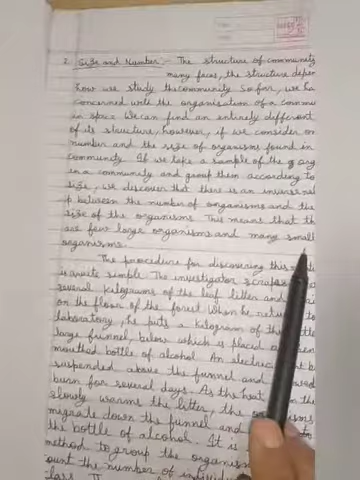 2. Size and Number :- The structure of community
many faces, the structure depen
how we study the community. So far, we ha
concerned with the organisation of a commu
in space. We can find an entirely different
of its structure, however, if we consider on
number and the size of organisms found in
community. If we take a sample of the org
in a community and group them according to
size, we discover that there is an inverse
p between the number of organisms and the
size of the organisms. This means that th
are few large organisms and many small
organisms.
The procedure for discovering this
is quite simple. The investigator scrapes
several kilograms of the leaf litter and
on the floor of the forest. When he return to
laboratory, he puts a kilogram of this
large funnel, below which is placed a
mouthed bottle of alcohol. An electric
suspended above the funnel and
burn for several days. As the heat the
slowly warms the litter, the organisms
migrate down the funnel and to
the bottle of alcohol. It is
method to group the organism
ount the number of individ